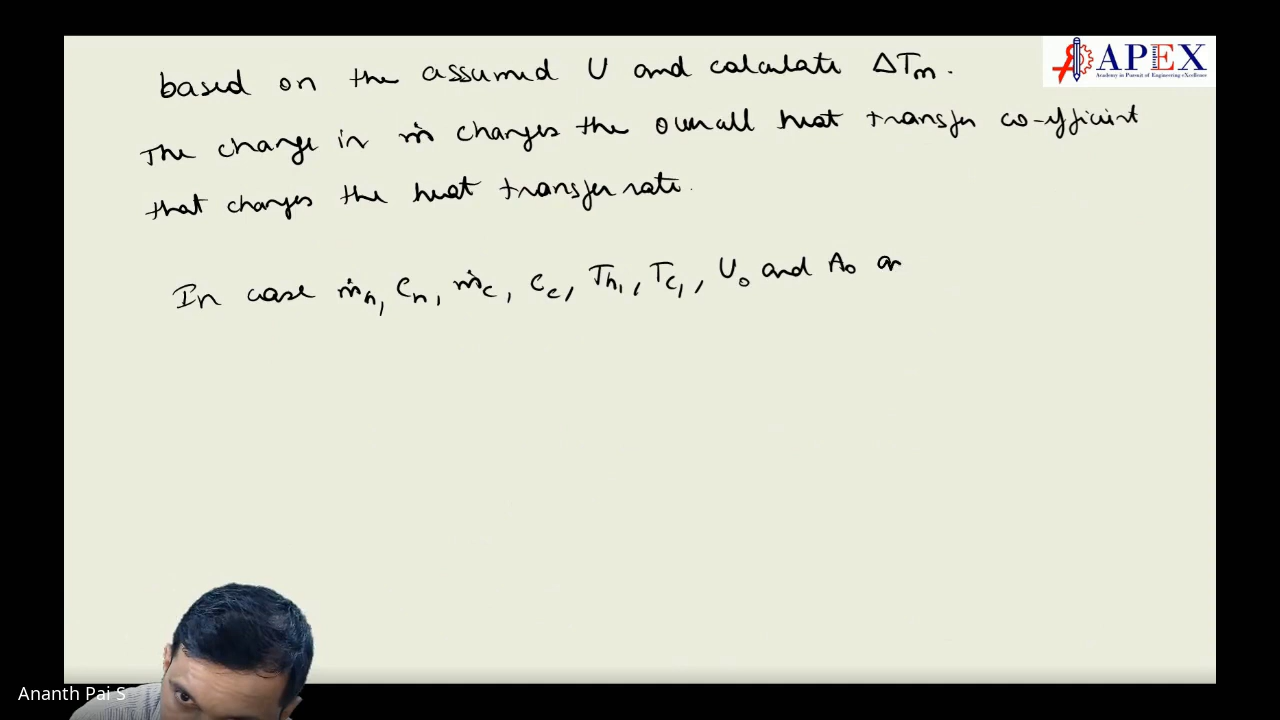 based on the assumed U and calculate ΔTm.
The change in ṁ changes the overall heat transfer co-efficient
that changes the heat transfer rate.
In case ṁh, Ch, ṁc, Cc, Th1, Tc1, U0 and A0 ar
APEX
Academy in Pursuit of Engineering eXcellence
Ananth Pai S